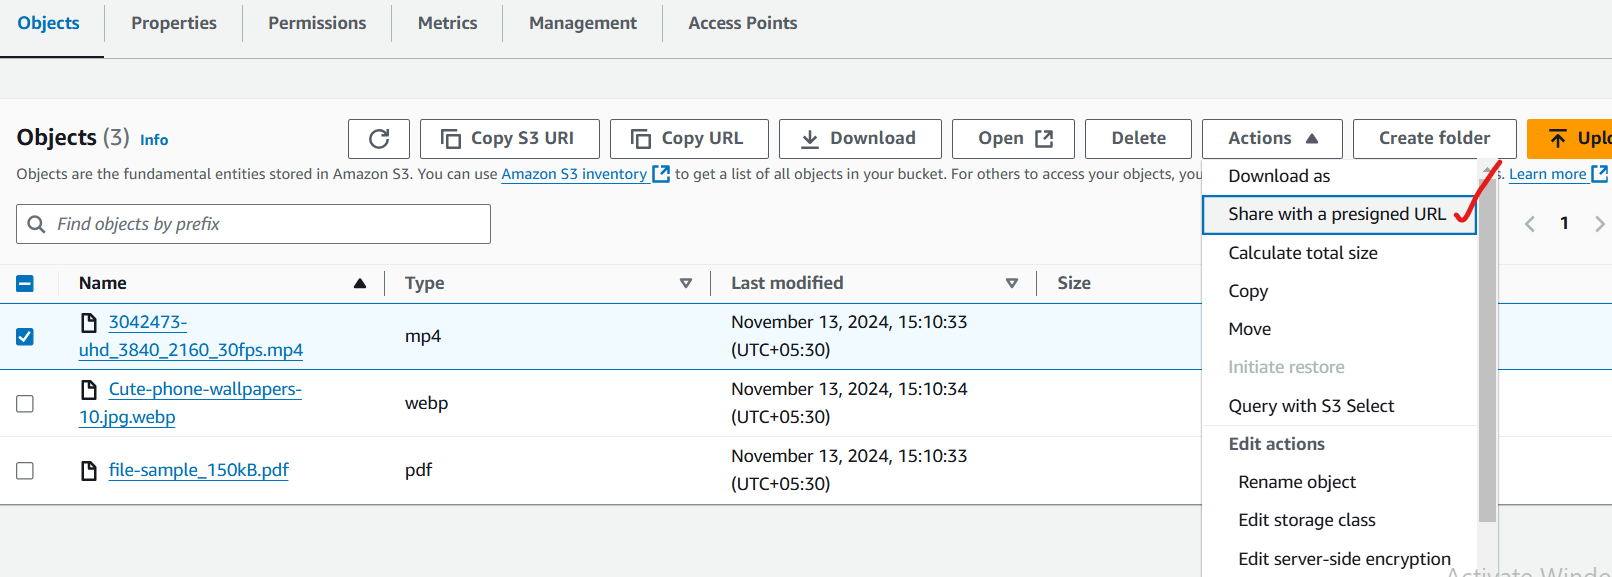 Objects
Properties
Permissions
Metrics
Management
Access Points
Objects (3) Info
Copy S3 URI
Copy URL
Download
Open
Delete
Actions
Create folder
Objects are the fundamental entities stored in Amazon S3. You can use Amazon S3 inventory to get a list of all objects in your bucket. For others to access your objects, Learn more
Find objects by prefix
1
Name
Type
Last modified
Size
3042473-
uhd_3840_2160_30fps.mp4
mp4
November 13, 2024, 15:10:33
(UTC+05:30)
Cute-phone-wallpapers-
10.jpg.webp
webp
November 13, 2024, 15:10:34
(UTC+05:30)
file-sample_150kB.pdf
pdf
November 13, 2024, 15:10:33
(UTC+05:30)
Download as
Share with a presigned URL
Calculate total size
Copy
Move
Initiate restore
Query with S3 Select
Edit actions
Rename object
Edit storage class
Edit server-side encryption